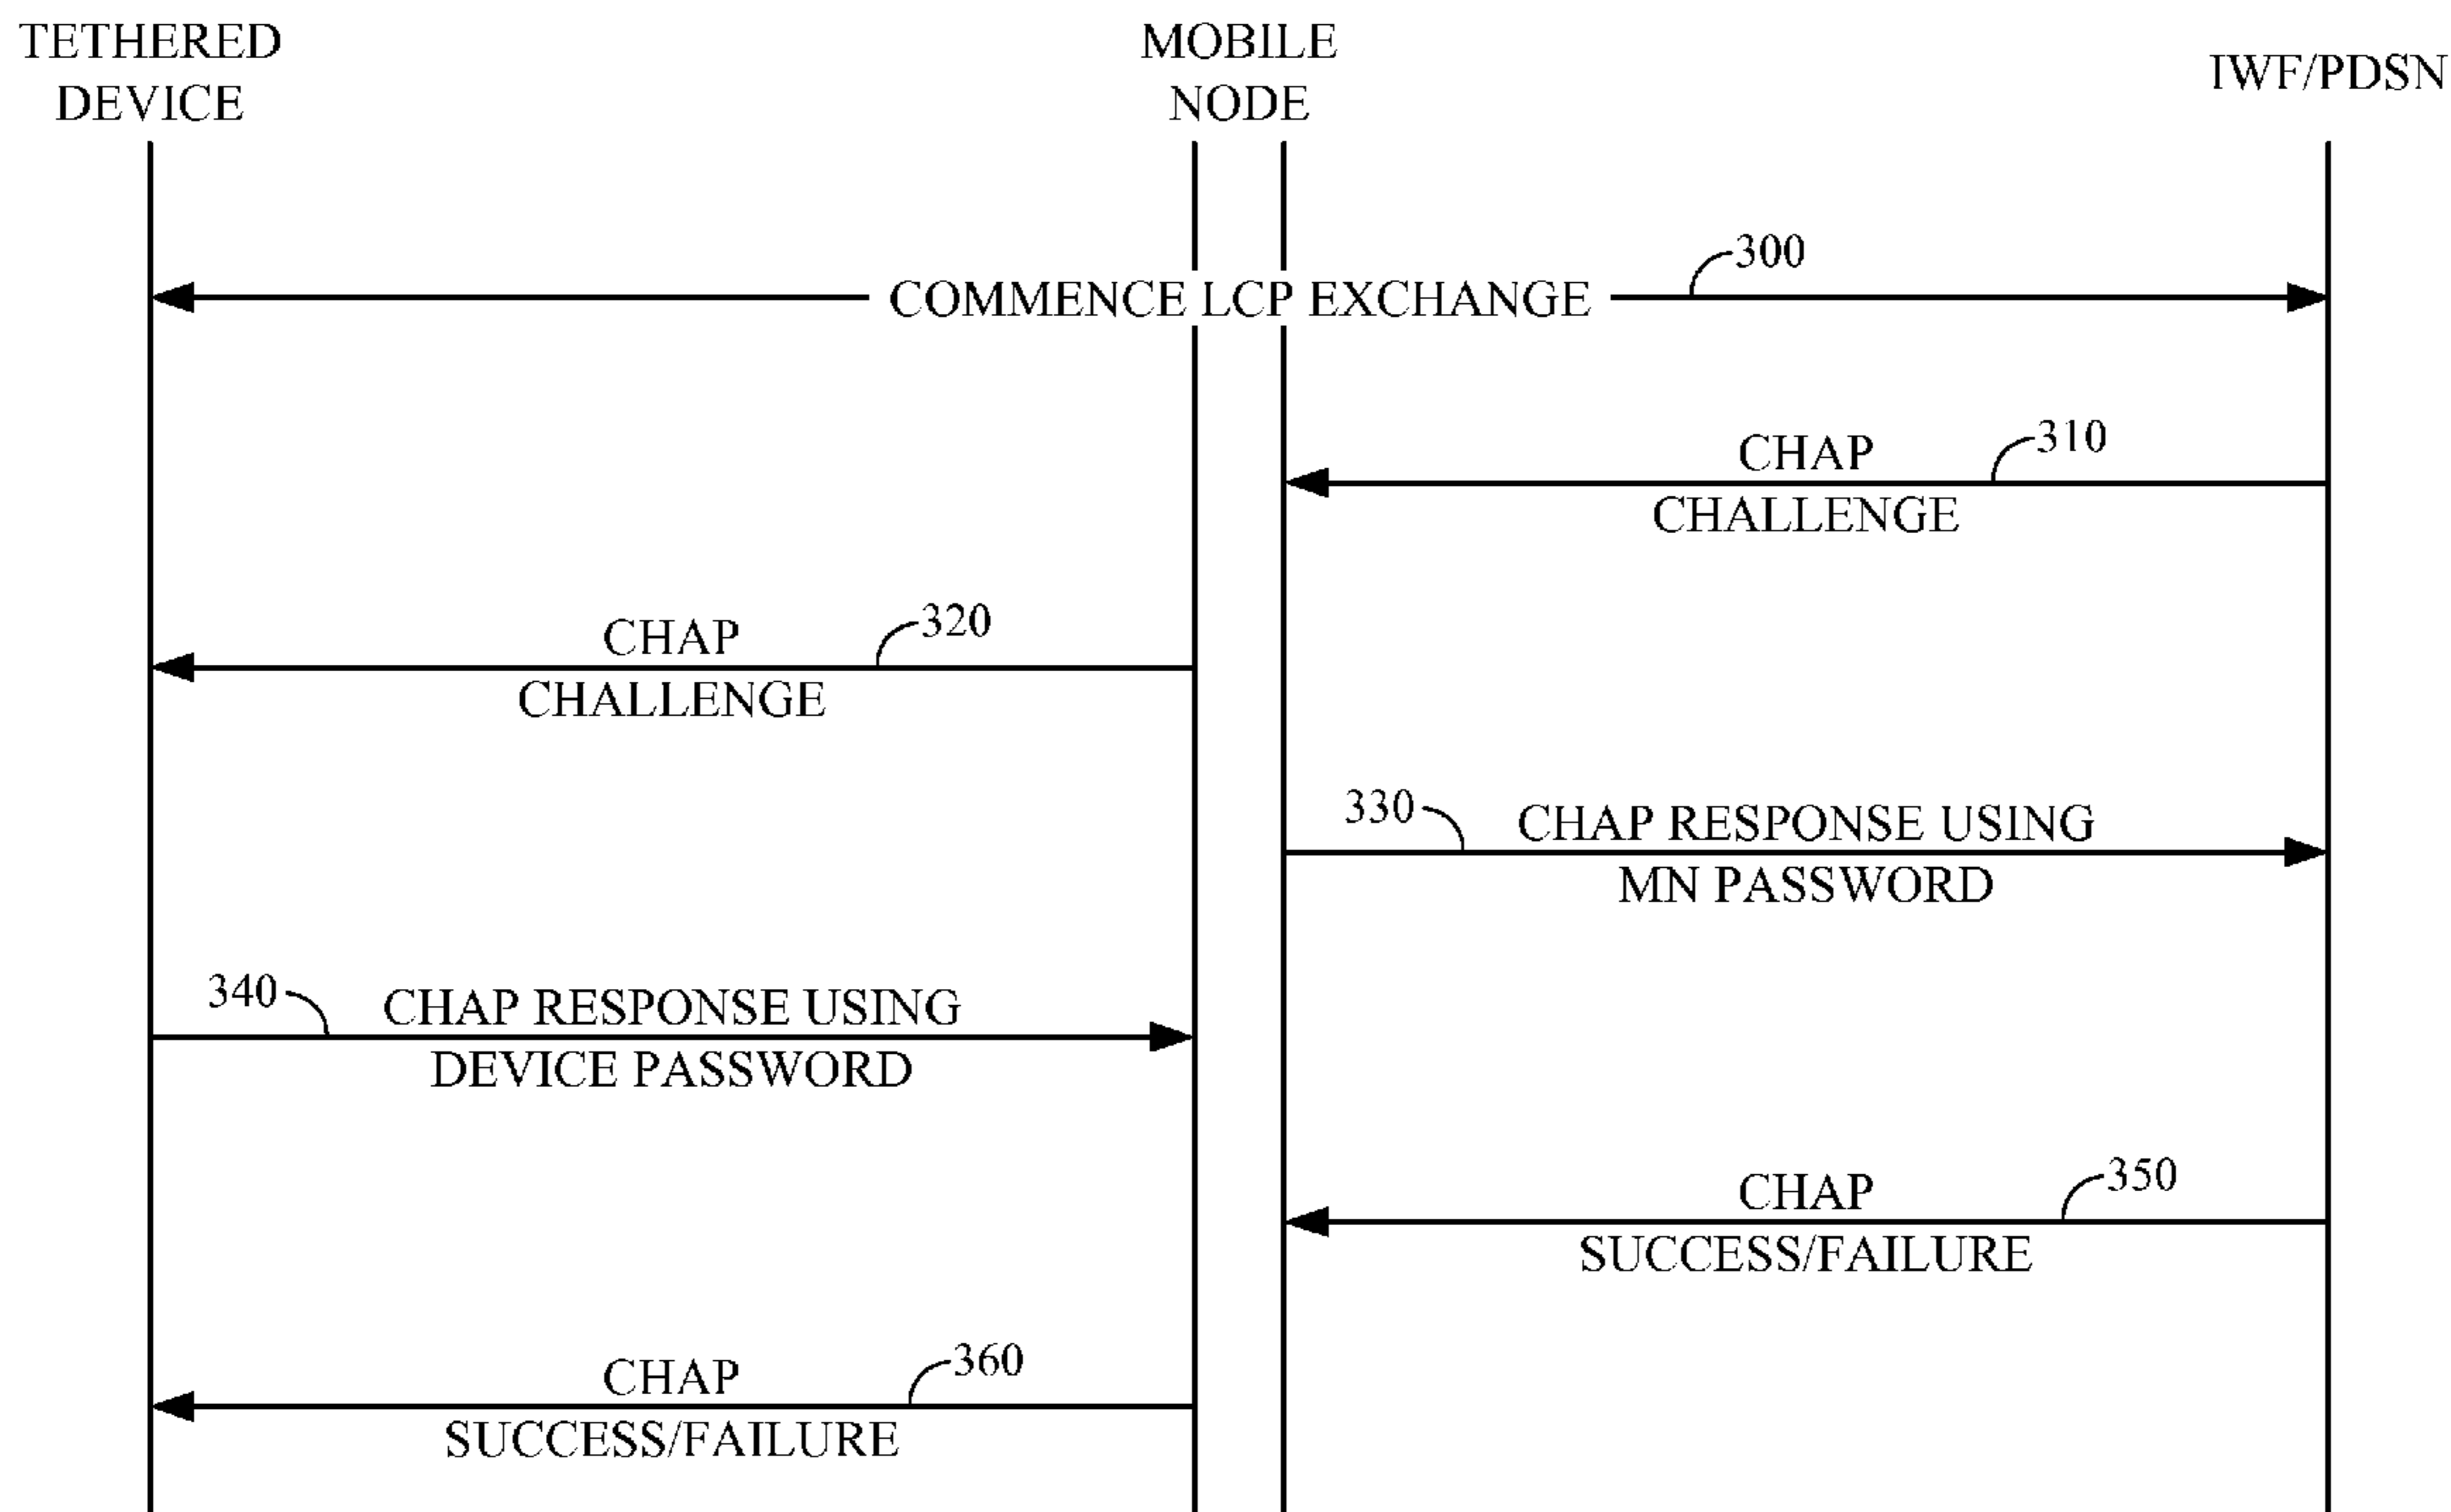 TETHERED
DEVICE
MOBILE
NODE
IWF/PDSN
300
COMMENCE LCP EXCHANGE
310
CHAP
CHALLENGE
320
CHAP
CHALLENGE
330
CHAP RESPONSE USING
MN PASSWORD
340
CHAP RESPONSE USING
DEVICE PASSWORD
350
CHAP
SUCCESS/FAILURE
360
CHAP
SUCCESS/FAILURE